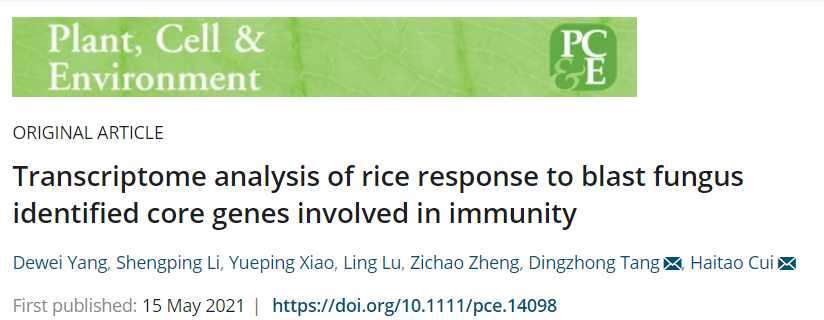 Plant, Cell &
Environment
PC
&E
ORIGINAL ARTICLE
Transcriptome analysis of rice response to blast fungus
identified core genes involved in immunity
Dewei Yang, Shengping Li, Yueping Xiao, Ling Lu, Zichao Zheng, Dingzhong Tang, Haitao Cui
First published: 15 May 2021 | https://doi.org/10.1111/pce.14098